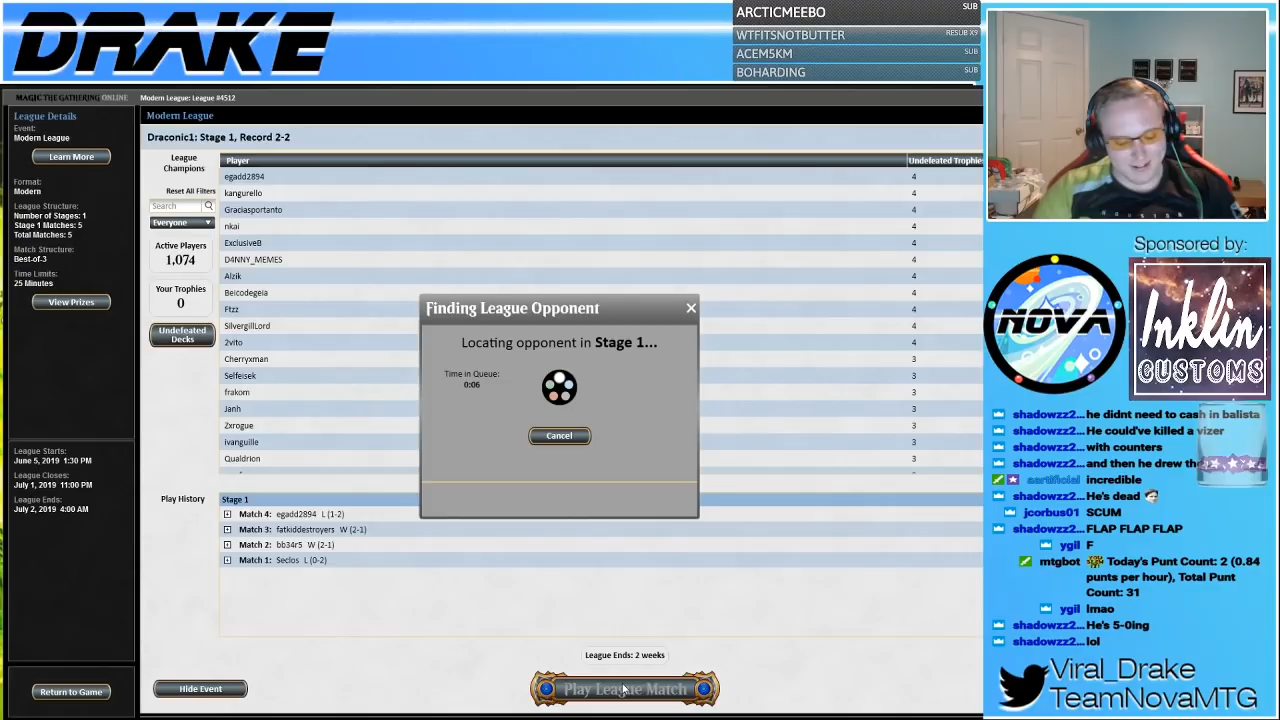 DRAKE
ARCTICMEEBO SUB
WTFITSNOTBUTTER RESUB X9
ACEM5KM SUB
BOHARDING SUB
MAGIC THE GATHERING ONLINE
Modern League: League #4512
League Details
Event:
Modern League
Learn More
Format:
Modern
League Structure:
Number of Stages: 1
Stage 1 Matches: 5
Total Matches: 5
Match Structure:
Best-of-3
Time Limits:
25 Minutes
View Prizes
League Starts:
June 5, 2019 1:30 PM
League Closes:
July 1, 2019 11:00 PM
League Ends:
July 2, 2019 4:00 AM
Return to Game
Modern League
Draconic1: Stage 1, Record 2-2
League
Champions
Reset All Filters
Search
Everyone
Active Players
1,074
Your Trophies
0
Undefeated
Decks
Player Undefeated Trophies
egadd2894 4
kangurello 4
Graciasportanto 4
nkai 4
ExclusiveB 4
D4NNY_MEMES 4
Alzik 4
Beicodegeia 4
Ftzz 4
SilvergillLord 4
2vito 4
Cherryxman 3
Selfeisek 3
frakom 3
Janh 3
Zxrogue 3
ivanguille 3
Qualdrion 3
Finding League Opponent
Locating opponent in Stage 1...
Time in Queue:
0:06
Cancel
Play History
Stage 1
Match 4: egadd2894 L (1-2)
Match 3: fatkiddestroyers W (2-1)
Match 2: bb34r5 W (2-1)
Match 1: Seclos L (0-2)
League Ends: 2 weeks
Hide Event
Play League Match
Sponsored by:
NOVA
Inklin
CUSTOMS
shadowzz2... he didnt need to cash in balista
shadowzz2... He could've killed a vizer
shadowzz2... with counters
shadowzz2... and then he drew the
aartificial incredible
shadowzz2... He's dead
jcorbus01 SCUM
shadowzz2... FLAP FLAP FLAP
ygil F
mtgbot Today's Punt Count: 2 (0.84
punts per hour), Total Punt
Count: 31
ygil lmao
shadowzz2... He's 5-0ing
shadowzz2... lol
Viral_Drake
TeamNovaMTG